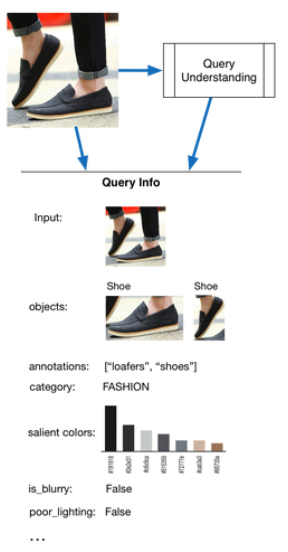 Query
Understanding
Query Info
Input:
Shoe Shoe
objects:
annotations: ["loafers", "shoes"]
category: FASHION
salient colors:
is_blurry: False
poor_lighting: False
...